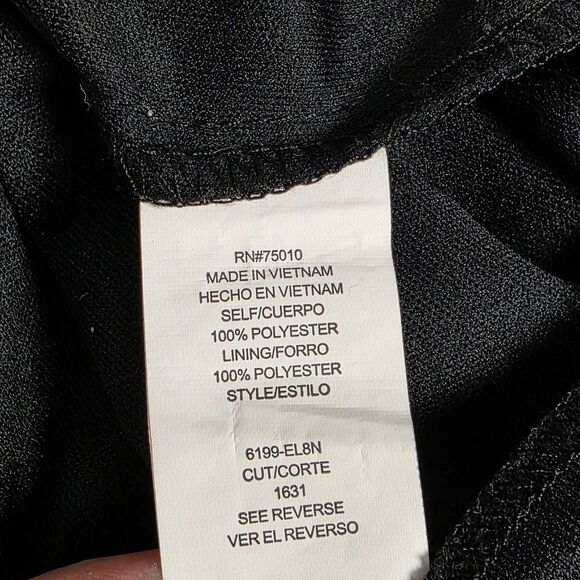 RN#75010
MADE IN VIETNAM
HECHO EN VIETNAM
SELF/CUERPO
100% POLYESTER
LINING/FORRO
100% POLYESTER
STYLE/ESTILO
6199-EL8N
CUT/CORTE
1631
SEE REVERSE
VER EL REVERSO